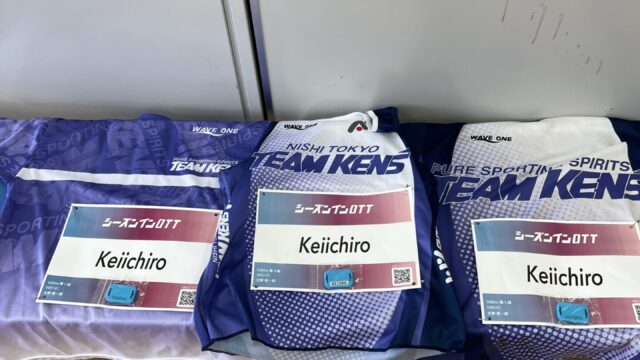 WAVE ONE
PURE SPORTING SPIRITS
TEAM KENS
シーズンインOTT
Keiichiro
NISHI TOKYO
TEAM KENS
シーズンインOTT
Keiichiro
WAVE ONE
PURE SPORTING SPIRITS
TEAM KENS
シーズンインOTT
Keiichiro